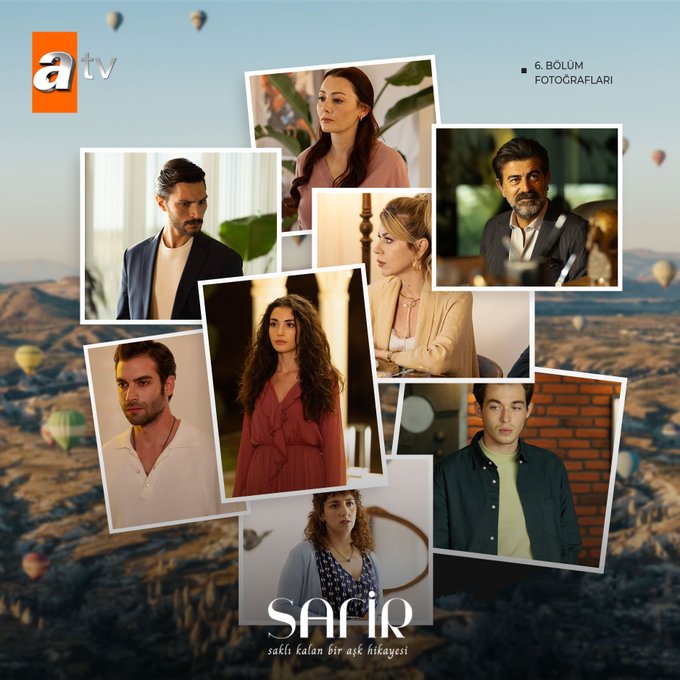 atv
6. BÖLÜM
FOTOĞRAFLARI
SAFİR
saklı kalan bir aşk hikayesi